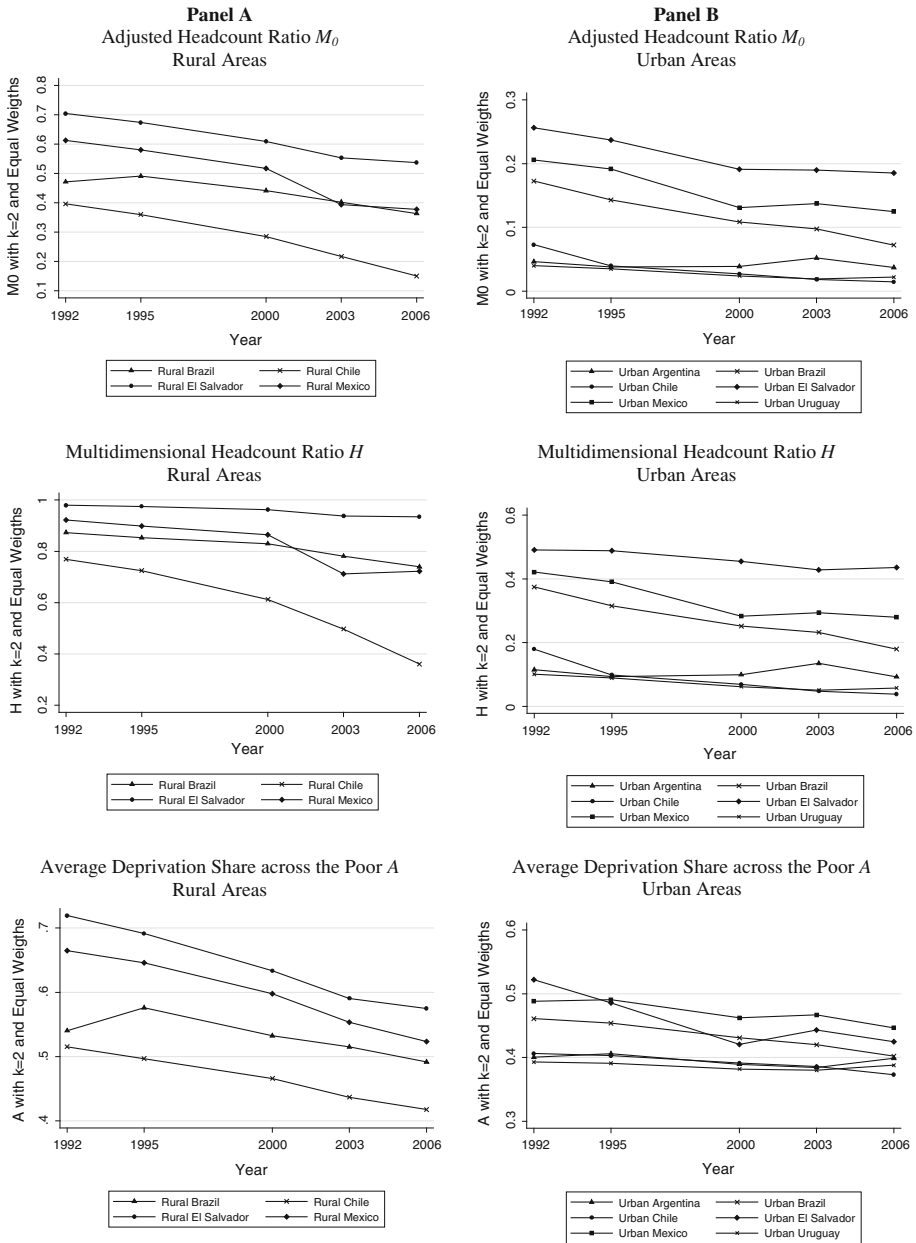 Panel A
Adjusted Headcount Ratio M0
Rural Areas
M0 with k=2 and Equal Weigths
0.8
0.7
0.6
0.5
0.4
0.3
0.2
0.1
1992 1995 2000 2003 2006
Year
Rural Brazil Rural Chile
Rural El Salvador Rural Mexico
Panel B
Adjusted Headcount Ratio M0
Urban Areas
M0 with k=2 and Equal Weigths
0.3
0.2
0.1
0
1992 1995 2000 2003 2006
Year
Urban Argentina Urban Brazil
Urban Chile Urban El Salvador
Urban Mexico Urban Uruguay
Multidimensional Headcount Ratio H
Rural Areas
H with k=2 and Equal Weigths
1
0.8
0.6
0.4
0.2
1992 1995 2000 2003 2006
Year
Rural Brazil Rural Chile
Rural El Salvador Rural Mexico
Multidimensional Headcount Ratio H
Urban Areas
H with k=2 and Equal Weigths
0.6
0.4
0.2
0
1992 1995 2000 2003 2006
Year
Urban Argentina Urban Brazil
Urban Chile Urban El Salvador
Urban Mexico Urban Uruguay
Average Deprivation Share across the Poor A
Rural Areas
A with k=2 and Equal Weigths
.7
.6
.5
.4
1992 1995 2000 2003 2006
Year
Rural Brazil Rural Chile
Rural El Salvador Rural Mexico
Average Deprivation Share across the Poor A
Urban Areas
A with k=2 and Equal Weigths
0.6
0.5
0.4
0.3
1992 1995 2000 2003 2006
Year
Urban Argentina Urban Brazil
Urban Chile Urban El Salvador
Urban Mexico Urban Uruguay